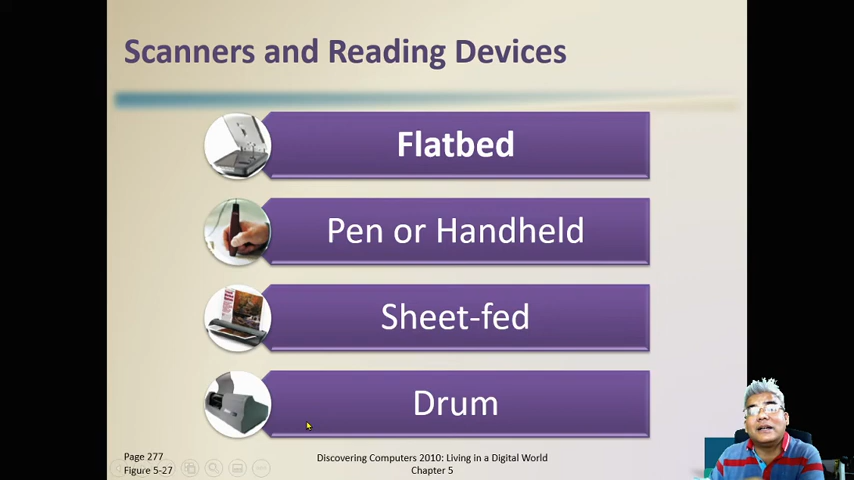 Scanners and Reading Devices
Flatbed
Pen or Handheld
Sheet-fed
Drum
Page 277
Figure 5-27
Discovering Computers 2010: Living in a Digital World
Chapter 5